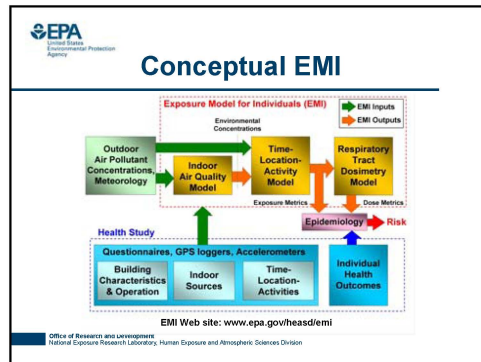 EPA
United States
Environmental Protection
Agency
Conceptual EMI
Exposure Model for Individuals (EMI)
EMI Inputs
EMI Outputs
Environmental
Concentrations
Outdoor
Air Pollutant
Concentrations,
Meteorology
Indoor
Air Quality
Model
Time-
Location-
Activity
Model
Respiratory
Tract
Dosimetry
Model
Exposure Metrics
Dose Metrics
Epidemiology
Risk
Health Study
Questionnaires, GPS loggers, Accelerometers
Building
Characteristics
& Operation
Indoor
Sources
Time-
Location-
Activities
Individual
Health
Outcomes
EMI Web site: www.epa.gov/heasd/emi
Office of Research and Development
National Exposure Research Laboratory, Human Exposure and Atmospheric Sciences Division